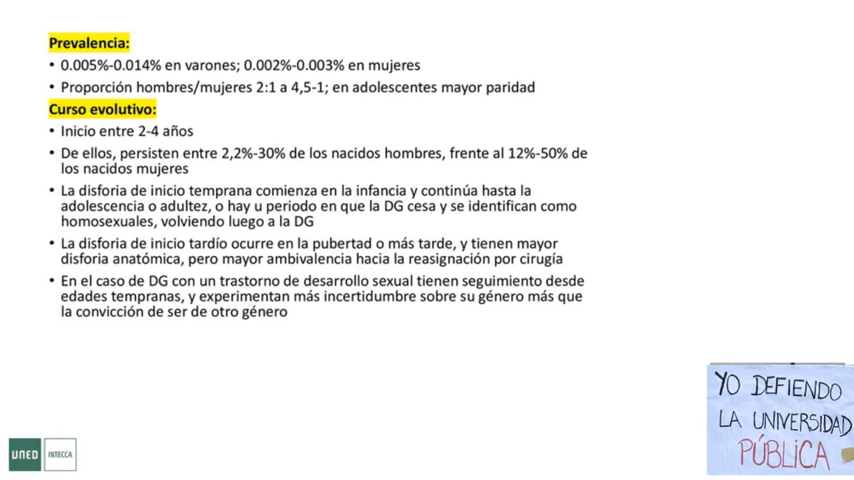 Prevalencia:
• 0.005%-0.014% en varones; 0.002%-0.003% en mujeres
• Proporción hombres/mujeres 2:1 a 4,5-1; en adolescentes mayor paridad
Curso evolutivo:
• Inicio entre 2-4 años
• De ellos, persisten entre 2,2%-30% de los nacidos hombres, frente al 12%-50% de
los nacidos mujeres
• La disforia de inicio temprana comienza en la infancia y continúa hasta la
adolescencia o adultez, o hay u periodo en que la DG cesa y se identifican como
homosexuales, volviendo luego a la DG
• La disforia de inicio tardío ocurre en la pubertad o más tarde, y tienen mayor
disforia anatómica, pero mayor ambivalencia hacia la reasignación por cirugía
• En el caso de DG con un trastorno de desarrollo sexual tienen seguimiento desde
edades tempranas, y experimentan más incertidumbre sobre su género más que
la convicción de ser de otro género
YO DEFIENDO
LA UNIVERSIDAD
PÚBLICA
UNED INTECCA